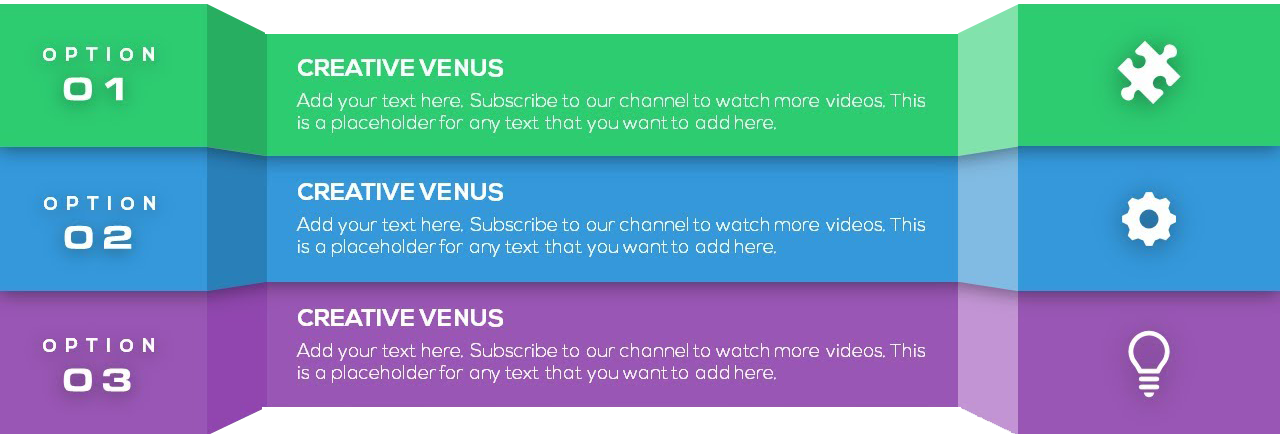 OPTION
01
CREATIVE VENUS
Add your text here. Subscribe to our channel to watch more videos. This
is a placeholder for any text that you want to add here.
OPTION
02
CREATIVE VENUS
Add your text here. Subscribe to our channel to watch more videos. This
is a placeholder for any text that you want to add here.
OPTION
03
CREATIVE VENUS
Add your text here. Subscribe to our channel to watch more videos. This
is a placeholder for any text that you want to add here.